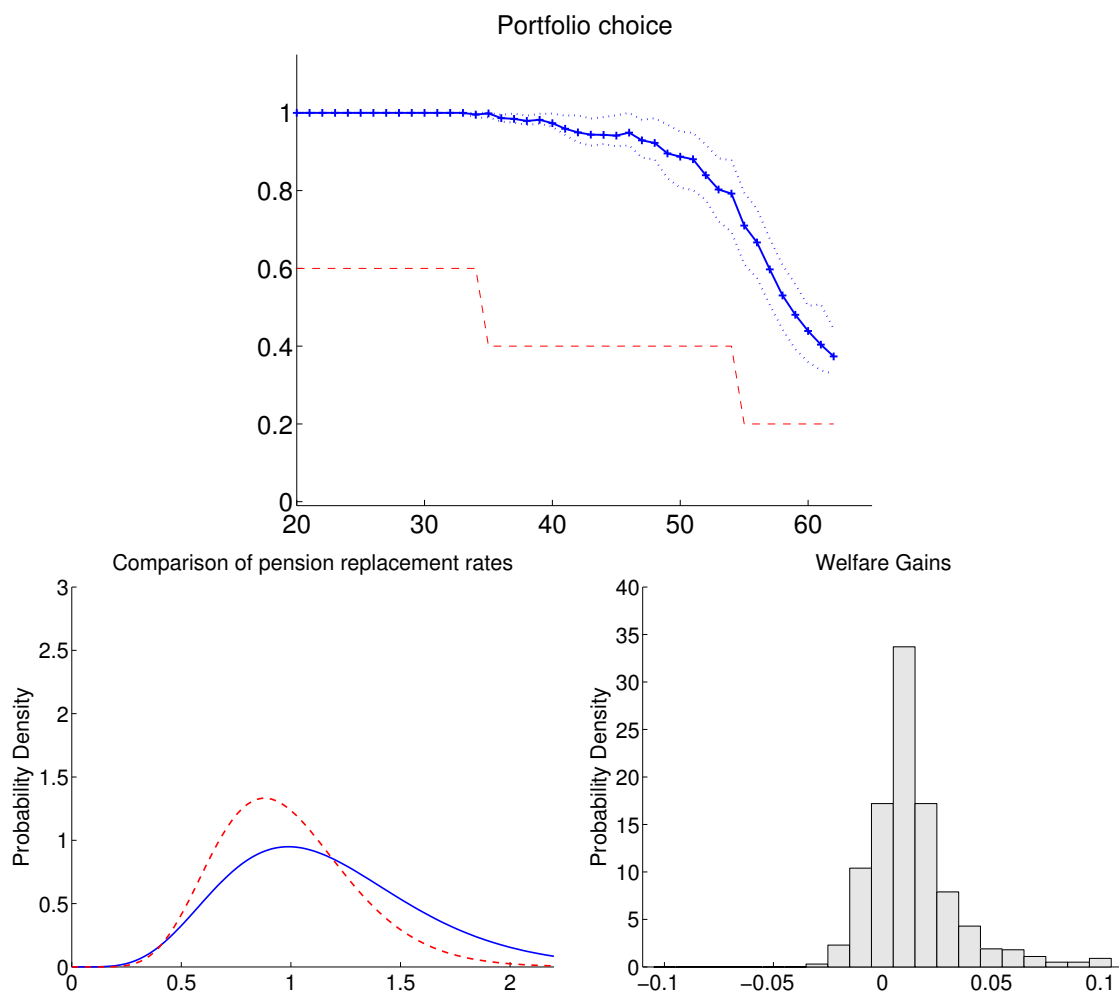 Portfolio choice
1
0.8
0.6
0.4
0.2
0
20 30 40 50 60
Comparison of pension replacement rates
3
2.5
2
1.5
1
0.5
0
Probability Density
0 0.5 1 1.5 2
Welfare Gains
40
35
30
25
20
15
10
5
0
Probability Density
−0.1 −0.05 0 0.05 0.1